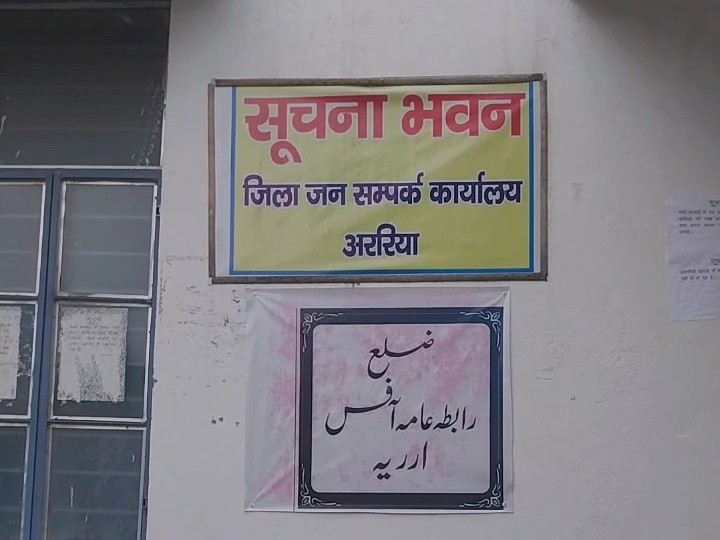 सूचना भवन
जिला जन सम्पर्क कार्यालय
अररिया
ضلع
رابطہ عامہ آفس
ارریہ